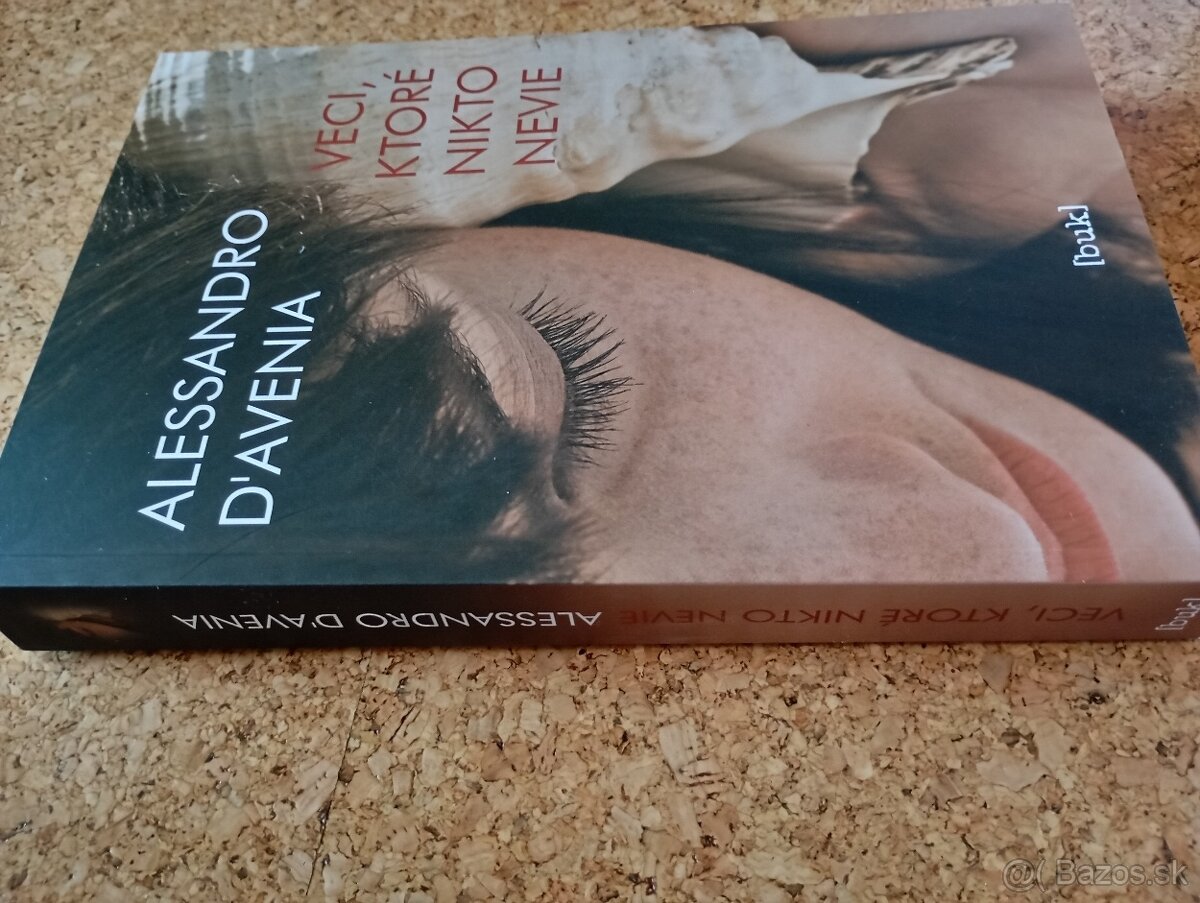 ALESSANDRO
D'AVENIA
VECI,
KTORÉ
NIKTO
NEVIE
[buk]
ALESSANDRO D'AVENIA VECI, KTORÉ NIKTO NEVIE [buk]
@( Bazos.sk